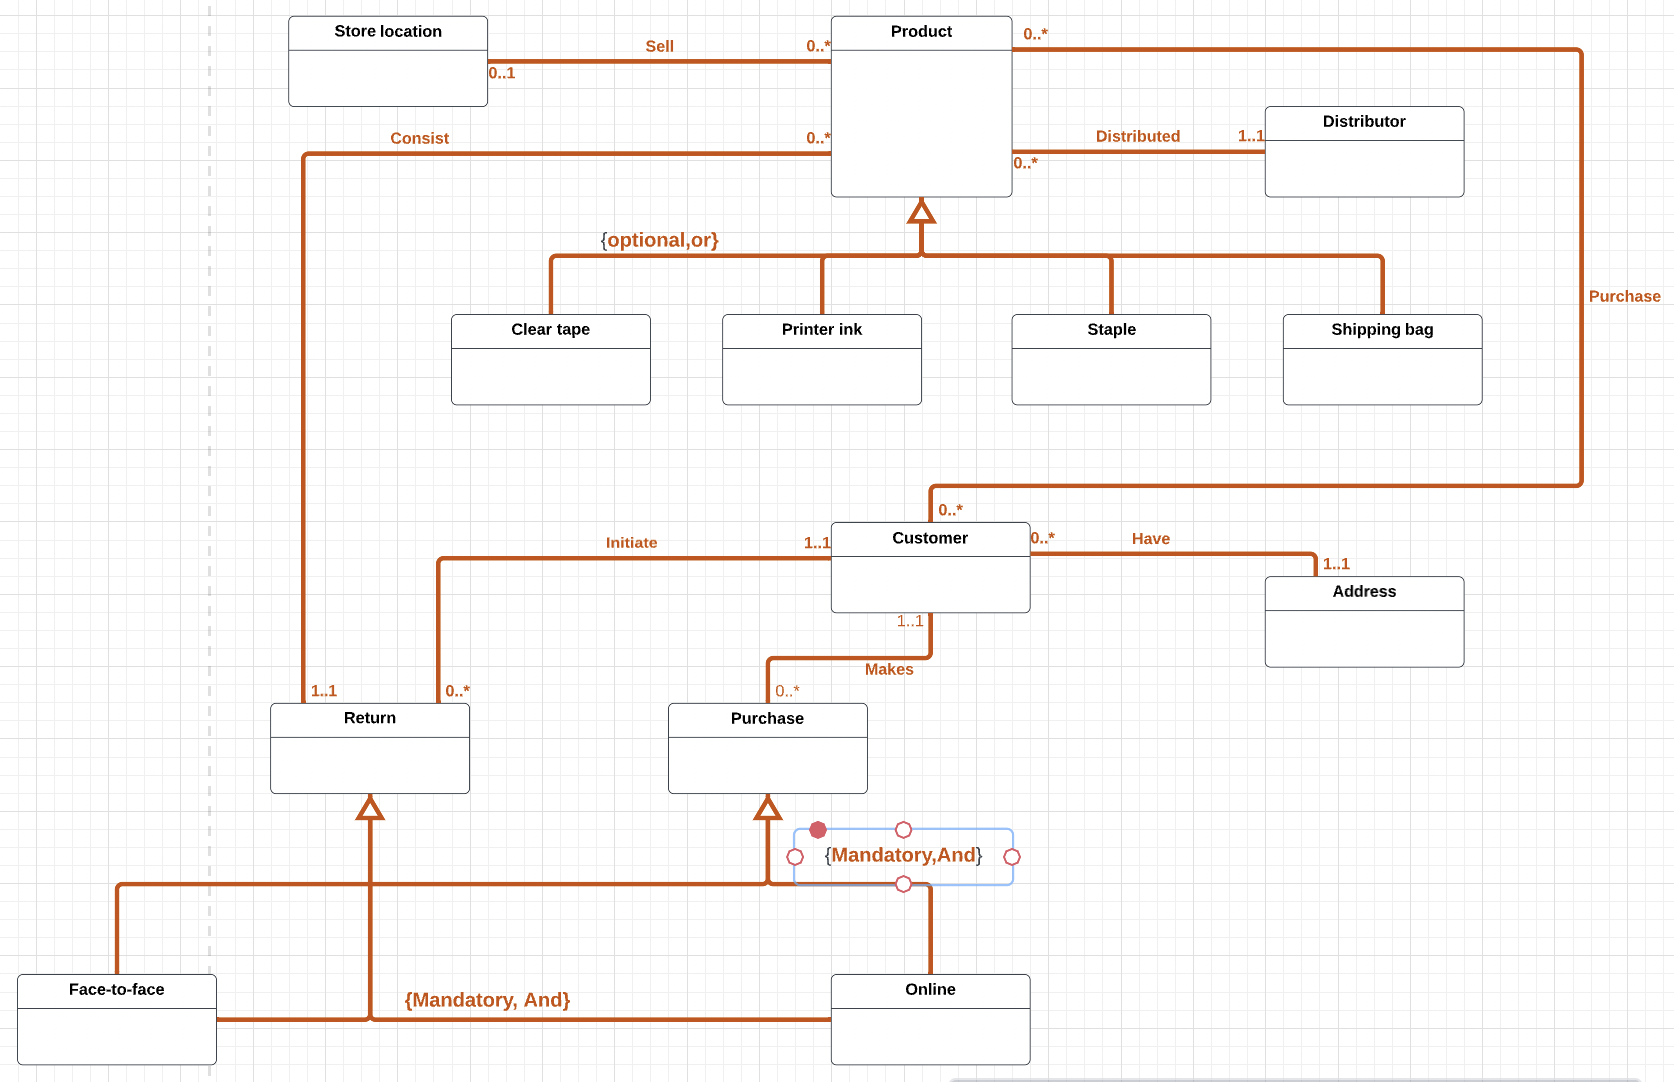 Store location
Product
0..*
Sell
0..*
0..1
Distributor
Consist
0..*
Distributed
1..1
0..*
{optional,or}
Purchase
Clear tape
Printer ink
Staple
Shipping bag
0..*
Initiate
1..1
Customer
0..*
Have
1..1
Address
1..1
Makes
1..1
0..*
0..*
Return
Purchase
{Mandatory,And}
Face-to-face
{Mandatory, And}
Online